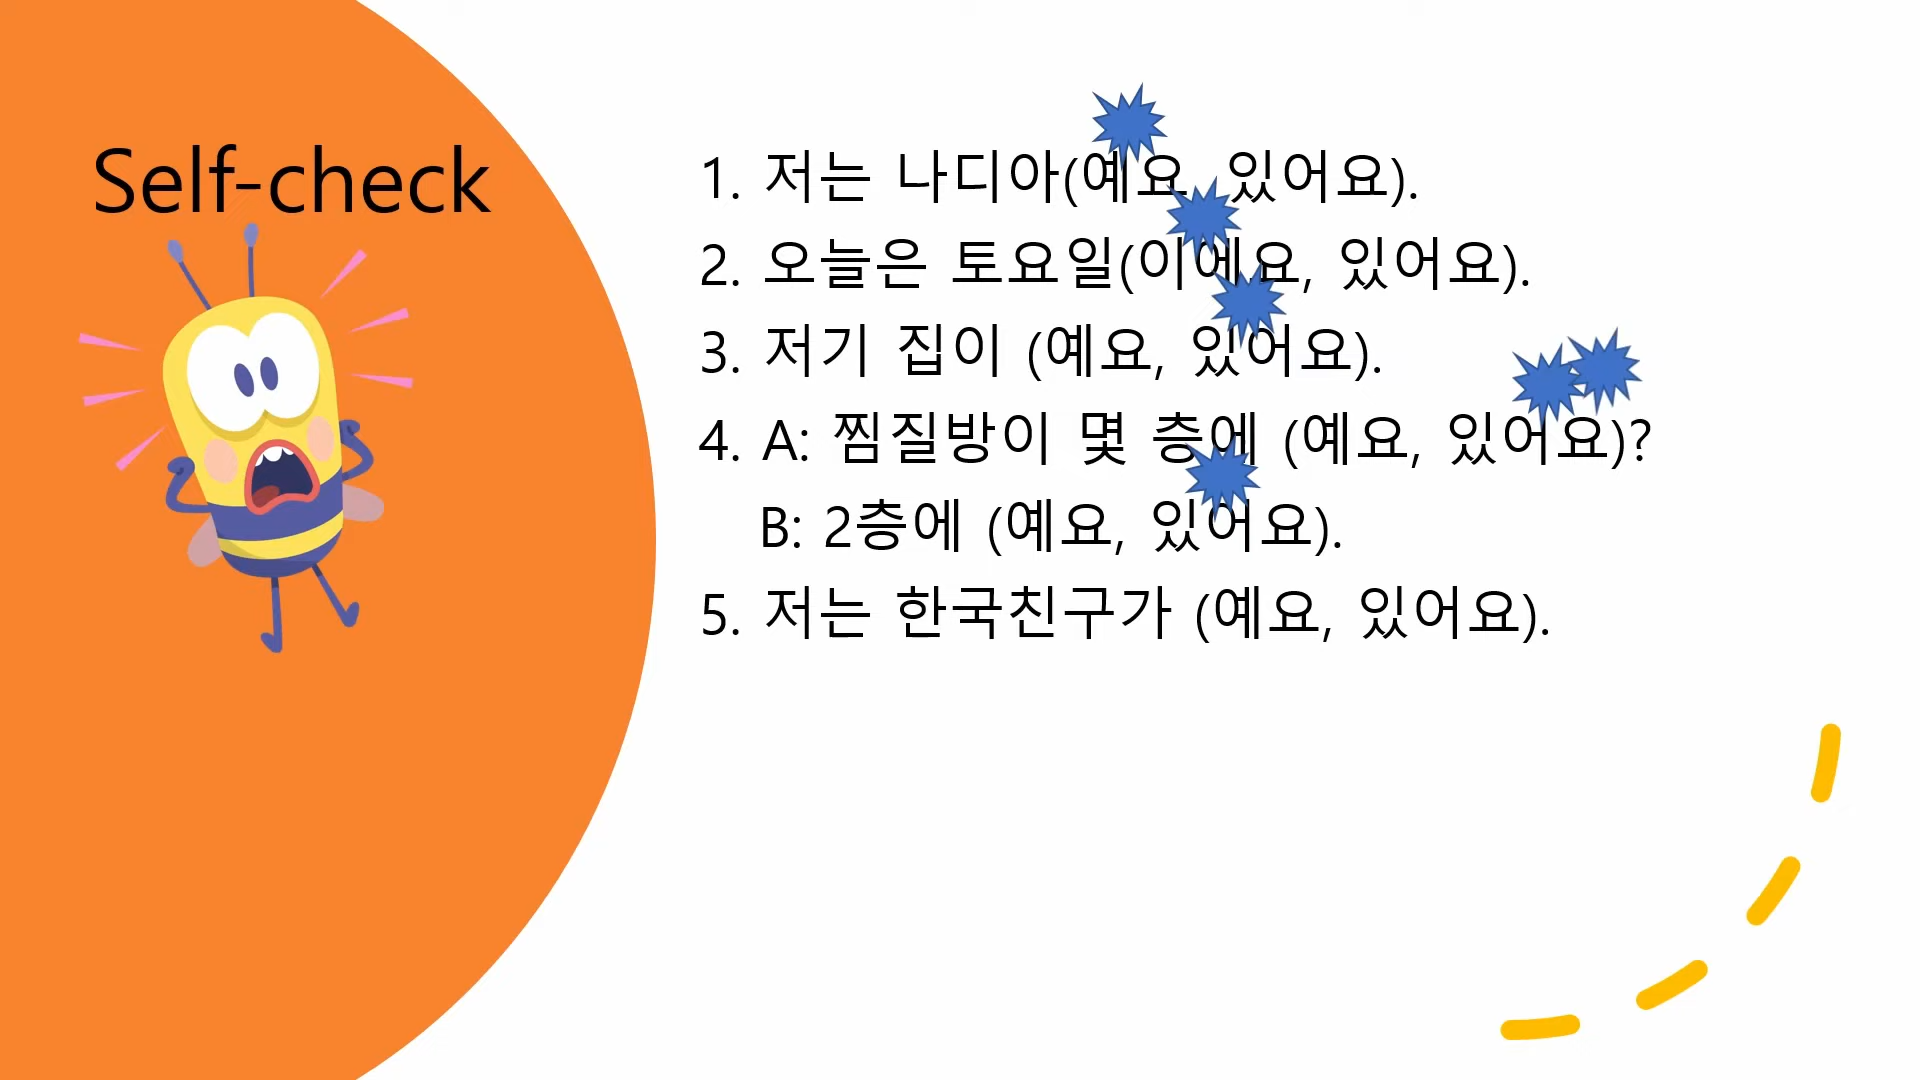 Self-check
1. 저는 나디아(예요, 있어요).
2. 오늘은 토요일(이에요, 있어요).
3. 저기 집이 (예요, 있어요).
4. A: 찜질방이 몇 층에 (예요, 있어요)?
B: 2층에 (예요, 있어요).
5. 저는 한국친구가 (예요, 있어요).